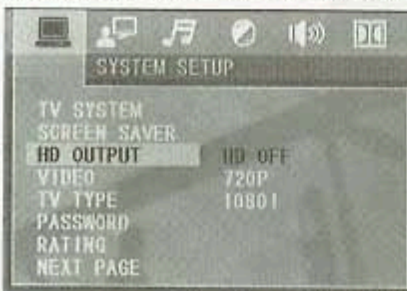 SYSTEM SETUP
TV SYSTEM
SCREEN SAVER
HD OUTPUT HD OFF
VIDEO 720P
TV TYPE 1080I
PASSWORD
RATING
NEXT PAGE